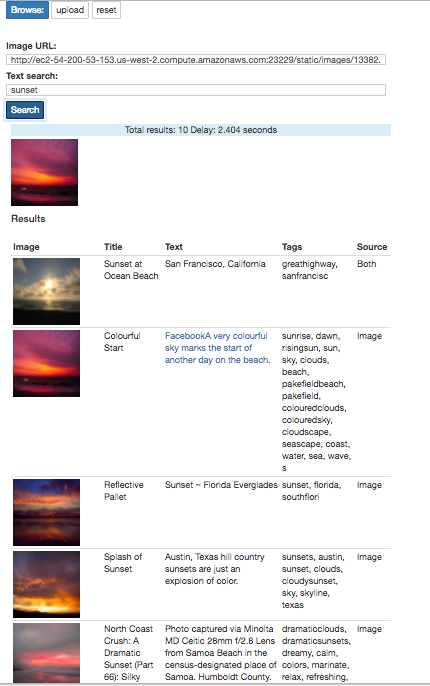 Browse: upload reset
Image URL:
http://ec2-54-200-53-153.us-west-2.compute.amazonaws.com:23229/static/images/13382.
Text search:
sunset
Search
Total results: 10 Delay: 2.404 seconds
Results
Image Title Text Tags Source
Sunset at San Francisco, California greathighway, Both
Ocean Beach sanfrancisc
Colourful FacebookA very colourful sunrise, dawn, Image
Start sky marks the start of risingsun, sun,
another day on the beach. sky, clouds,
beach,
pakefieldbeach,
pakefield,
colouredclouds,
colouredsky,
cloudscape,
seascape, coast,
water, sea, wave,
s
Reflective Sunset ~ Florida Everglades sunset, florida, Image
Pallet southflori
Splash of Austin, Texas hill country sunsets, austin, Image
Sunset sunsets are just an sunset, clouds,
explosion of color. cloudysunset,
sky, skyline,
texas
North Coast Photo captured via Minolta dramaticclouds, Image
Crush: A MD Celtic 28mm f/2.8 Lens dramaticsunsets,
Dramatic from Samoa Beach in the dreamy, calm,
Sunset (Part census-designated place of colors, marinate,
66): Silky Samoa. Humboldt County. relax, refreshing,